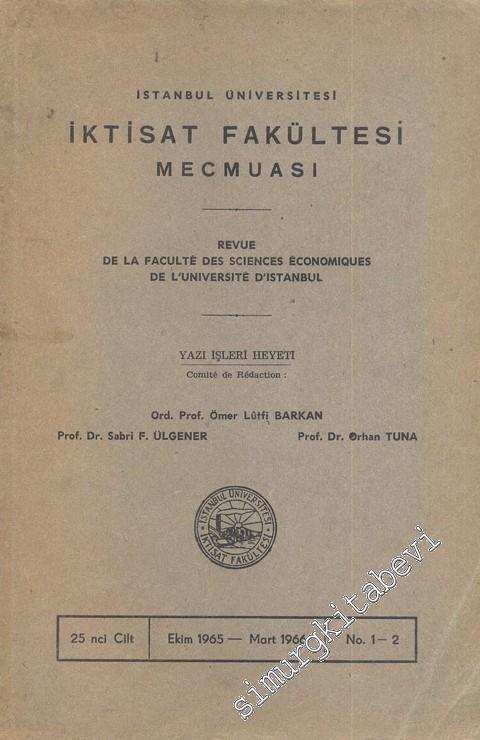 İSTANBUL ÜNİVERSİTESİ
İKTİSAT FAKÜLTESİ
MECMUASI
REVUE
DE LA FACULTÉ DES SCIENCES ÉCONOMIQUES
DE L'UNIVERSITÉ D'ISTANBUL
YAZI İŞLERİ HEYETİ
Comité de Rédaction :
Ord. Prof. Ömer Lûtfi BARKAN
Prof. Dr. Sabri F. ÜLGENER Prof. Dr. Orhan TUNA
İSTANBUL ÜNİVERSİTESİ
İKTİSAT FAKÜLTESİ
25 nci Cilt Ekim 1965 — Mart 1966 No. 1 — 2
simurgkitabevi